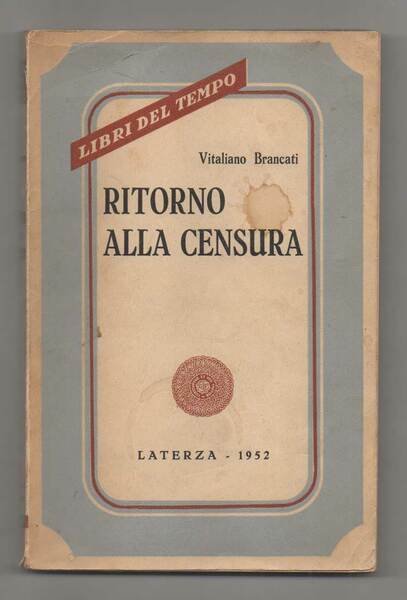 LIBRI DEL TEMPO
Vitaliano Brancati
RITORNO
ALLA CENSURA
LATERZA - 1952